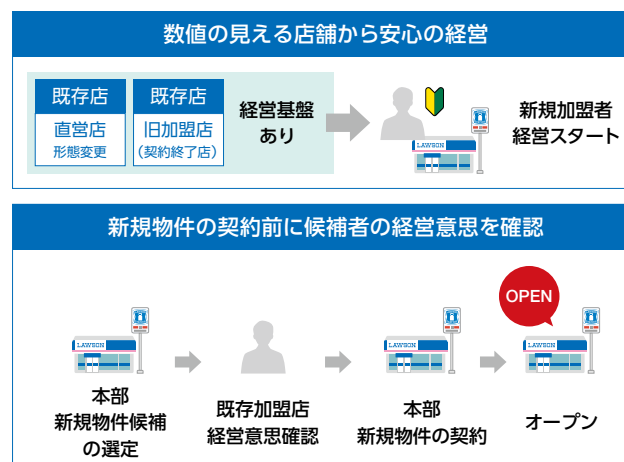 数値の見える店舗から安心の経営
既存店
直営店
形態変更
既存店
旧加盟店
(契約終了店)
経営基盤
あり
LAWSON
新規加盟者
経営スタート
新規物件の契約前に候補者の経営意思を確認
LAWSON
本部
新規物件候補
の選定
既存加盟店
経営意思確認
LAWSON
本部
新規物件の契約
OPEN
LAWSON
オープン